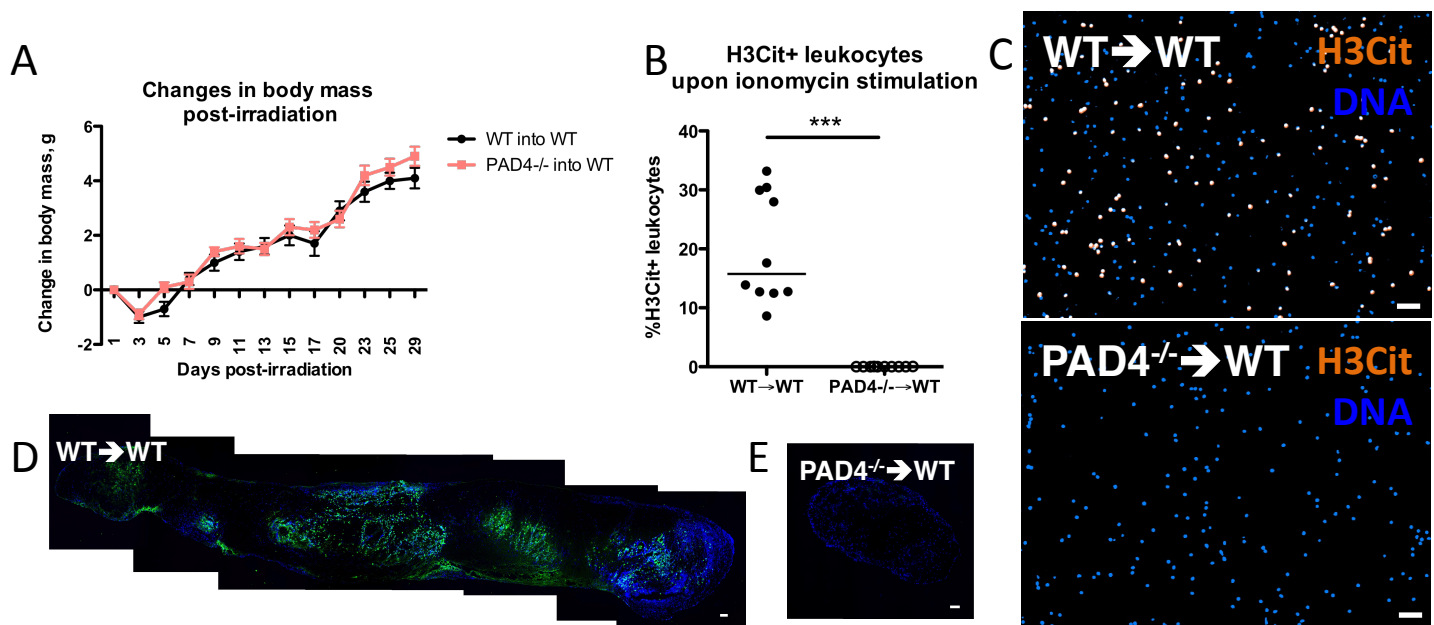 A
Changes in body mass
post-irradiation
Change in body mass, g
6
4
2
0
-2
1
3
5
7
9
11
13
15
17
20
23
25
29
Days post-irradiation
WT into WT
PAD4-/- into WT
B
H3Cit+ leukocytes
upon ionomycin stimulation
***
%H3Cit+ leukocytes
40
30
20
10
0
WT→WT
PAD4-/-→WT
C
WT➔WT
H3Cit
DNA
PAD4-/-➔WT
H3Cit
DNA
D
WT➔WT
E
PAD4-/-➔WT